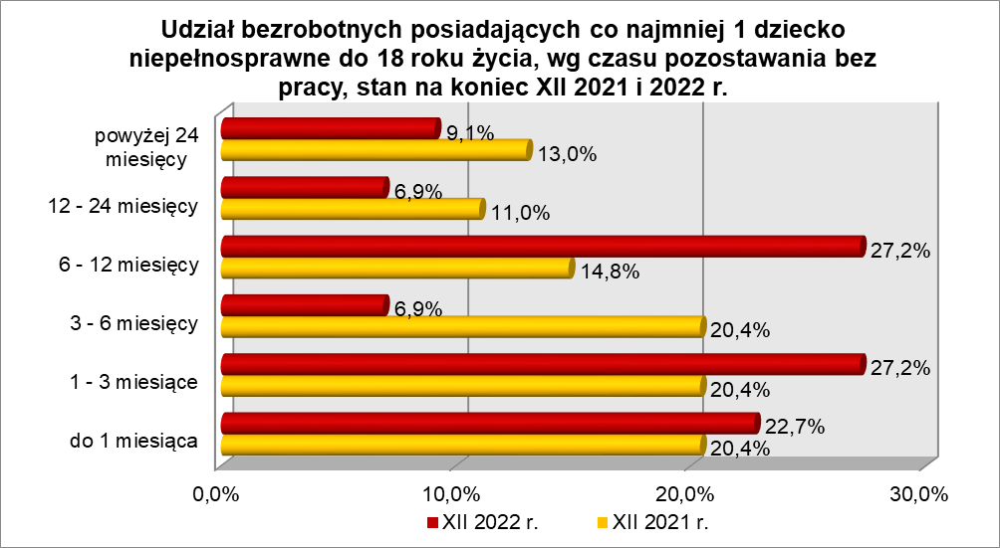 Udział bezrobotnych posiadających co najmniej 1 dziecko
niepełnosprawne do 18 roku życia, wg czasu pozostawania bez
pracy, stan na koniec XII 2021 i 2022 r.
powyżej 24
miesięcy
9,1%
13,0%
12 - 24 miesięcy
6,9%
11,0%
6 - 12 miesięcy
27,2%
14,8%
3 - 6 miesięcy
6,9%
20,4%
1 - 3 miesiące
27,2%
20,4%
do 1 miesiąca
22,7%
20,4%
0,0% 10,0% 20,0% 30,0%
XII 2022 r. XII 2021 r.